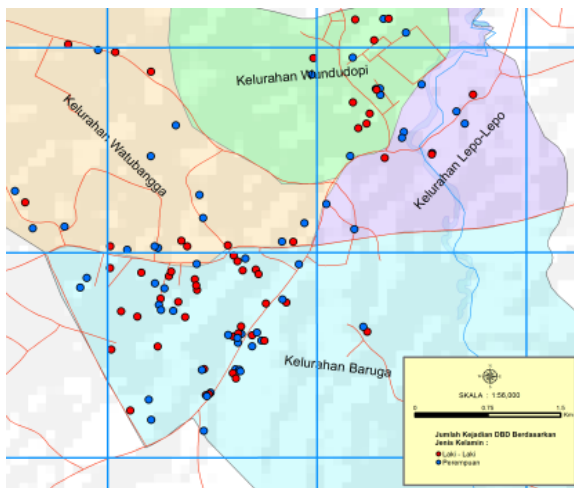 Kelurahan Wundudopi
Kelurahan Watubangga
Kelurahan Lepo-Lepo
Kelurahan Baruga
SKALA : 1:56,000
0 0.75 1.5
Km
Jumlah Kejadian DBD Berdasarkan
Jenis Kelamin :
Laki - Laki
Perempuan